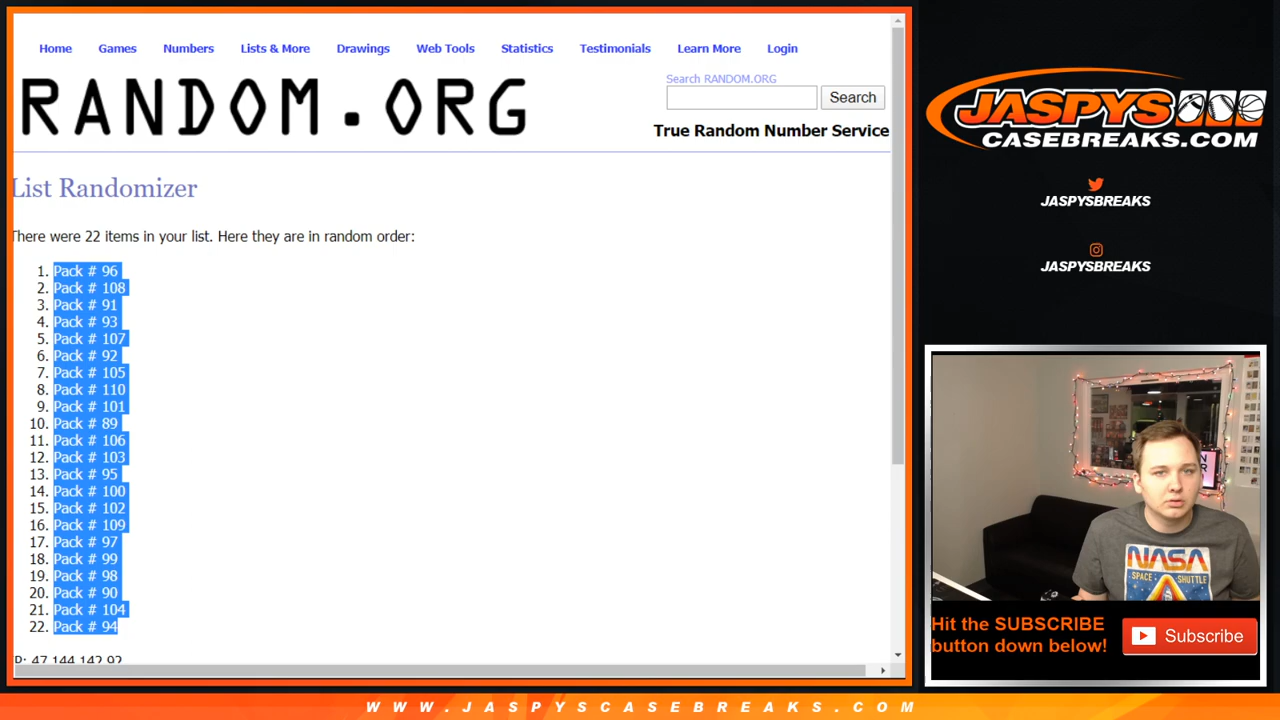 Home Games Numbers Lists & More Drawings Web Tools Statistics Testimonials Learn More Login
RANDOM.ORG
Search RANDOM.ORG
Search
True Random Number Service
List Randomizer
There were 22 items in your list. Here they are in random order:
1. Pack # 96
2. Pack # 108
3. Pack # 91
4. Pack # 93
5. Pack # 107
6. Pack # 92
7. Pack # 105
8. Pack # 110
9. Pack # 101
10. Pack # 89
11. Pack # 106
12. Pack # 103
13. Pack # 95
14. Pack # 100
15. Pack # 102
16. Pack # 109
17. Pack # 97
18. Pack # 99
19. Pack # 98
20. Pack # 90
21. Pack # 104
22. Pack # 94
IP: 47.144.142.92
JASPYS
CASEBREAKS.COM
JASPYSBREAKS
JASPYSBREAKS
NASA
SPACE SHUTTLE
Hit the SUBSCRIBE
button down below!
Subscribe
WWW.JASPYSCASEBREAKS.COM